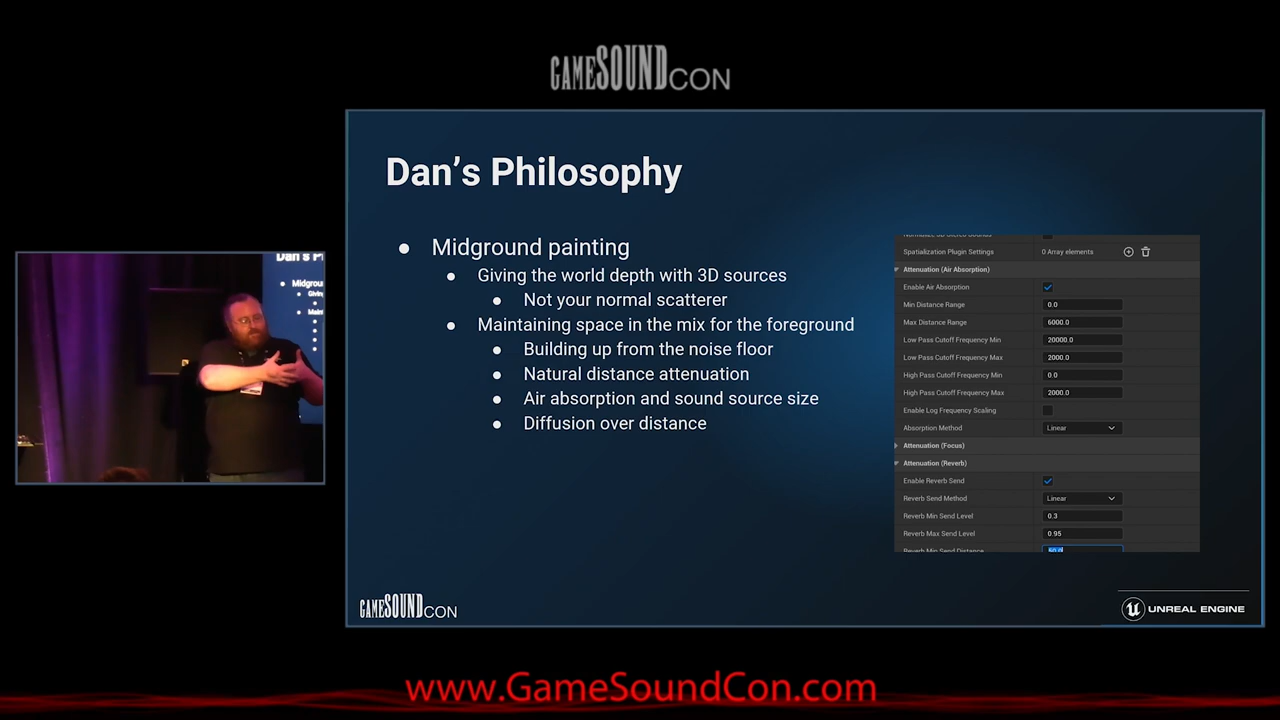 GAMESOUNDCON
Dan's Philosophy
● Midground painting
● Giving the world depth with 3D sources
● Not your normal scatterer
● Maintaining space in the mix for the foreground
● Building up from the noise floor
● Natural distance attenuation
● Air absorption and sound source size
● Diffusion over distance
Spatialization Plugin Settings 0 Array elements
Attenuation (Air Absorption)
Enable Air Absorption
Min Distance Range 0.0
Max Distance Range 6000.0
Low Pass Cutoff Frequency Min 20000.0
Low Pass Cutoff Frequency Max 2000.0
High Pass Cutoff Frequency Min 0.0
High Pass Cutoff Frequency Max 2000.0
Enable Log Frequency Scaling
Absorption Method Linear
Attenuation (Focus)
Attenuation (Reverb)
Enable Reverb Send
Reverb Send Method Linear
Reverb Min Send Level 0.3
Reverb Max Send Level 0.95
Reverb Min Send Distance
Dan's P
Midgrou
GAMESOUNDCON
UNREAL ENGINE
www.GameSoundCon.com